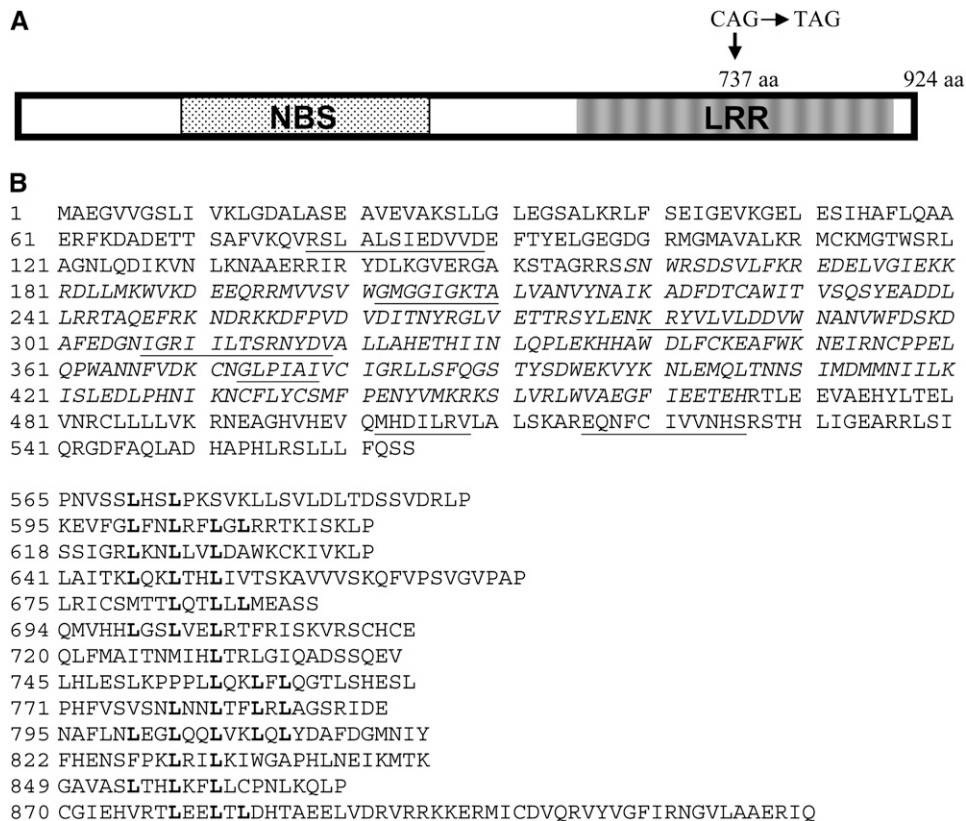 A
CAG→TAG
737 aa
924 aa
NBS
LRR
B
1 MAEGVVGSLI VKLGDALASE AVEVAKSLLG LEGSALKRLF SEIGEVKGEL ESIHAFLQAA
61 ERFKDADETT SAFVKQVRSL ALSIEDVVDE FTYELGEGDG RMGMAVALKR MCKMGTWSRL
121 AGNLQDIKVN LKNAAERRIR YDLKGVERGA KSTAGRRSSN WRSDSVLFKR EDELVGIEKK
181 RDLLMKWVKD EEQRRMVVSV WGMGGIGKTA LVANVYNAIK ADFDTCAWIT VSQSYEADDL
241 LRRTAQEFRK NDRKKDFPVD VDITNYRGLV ETTRSYLENK RYVLVLDDVW NANVWFDSKD
301 AFEDGNIGRI ILTSRNYDVA LLAHETHIIN LQPLEKHHAW DLFCKEAFWK NEIRNCPPEL
361 QPWANNFVDK CNGLPIAIVC IGRLLSFQGS TYSDWEKVYK NLEMQLTNNS IMDMMNIILK
421 ISLEDLPHNI KNCFLYCSMF PENYVMKRKS LVRLWVAEGF IEETEHRTLE EVAEHYLTEL
481 VNRCLLLLVK RNEAGHVHEV QMHDILRVLA LSKAREQNFC IVVNHSRSTH LIGEARRLSI
541 QRGDFAQLAD HAPHLRSLLL FQSS
565 PNVSSLHSLPKSVKLLSVLDLTDSSVDRLP
595 KEVFGLFNLRFLGLRRTKISKLP
618 SSIGRLKNLLVLDAWKCKIVKLP
641 LAITKLQKLTHLIVTSKAVVVSKQFVPSVGVPAP
675 LRICSMTTLQTLLLMEASS
694 QMVHHLGSLVELRTFRISKVRSCHCE
720 QLFMAITNMIHLTRLGIQADSSQEV
745 LHLESLKPPPLLQKLFLQGTLSHESL
771 PHFVSVSNLNNLTFLRLAGSRIDE
795 NAFLNLEGLQQLVKLQLYDAFDGMNIY
822 FHENSFPKLRILKIWGAPHLNEIKMTK
849 GAVASLTHLKFLLCPNLKQLP
870 CGIEHVRTLEELTLDHTAEELVDRVRRKKERMICDVQRVYVGFIRNGVLAAERIQ